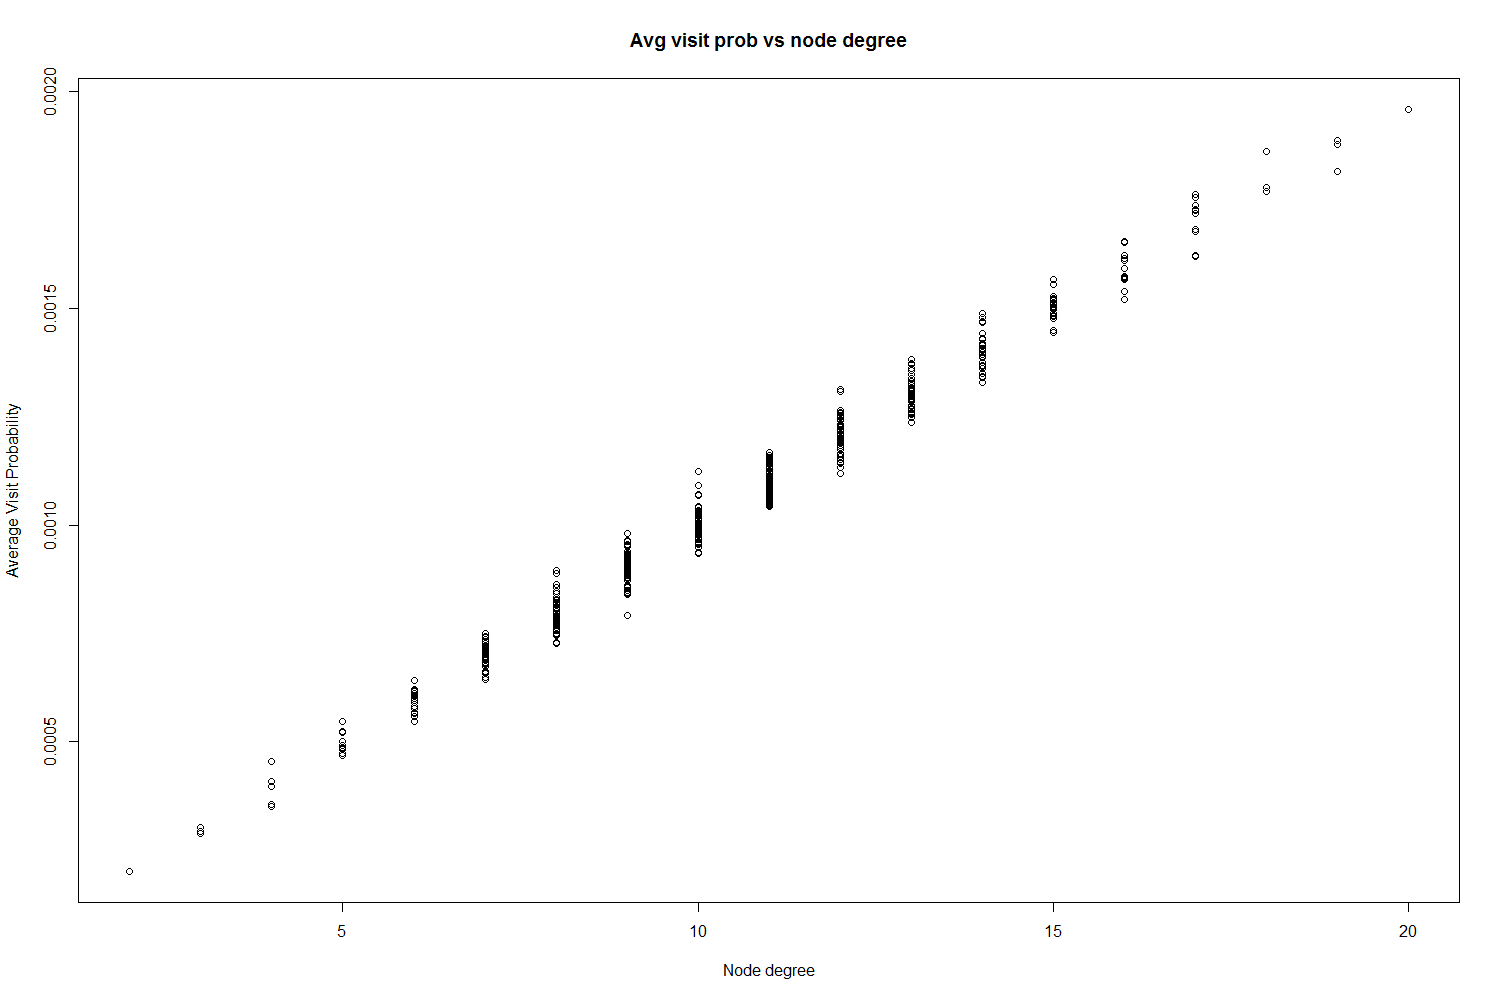 Avg visit prob vs node degree
0.0020
0.0015
0.0010
0.0005
Average Visit Probability
5 10 15 20
Node degree